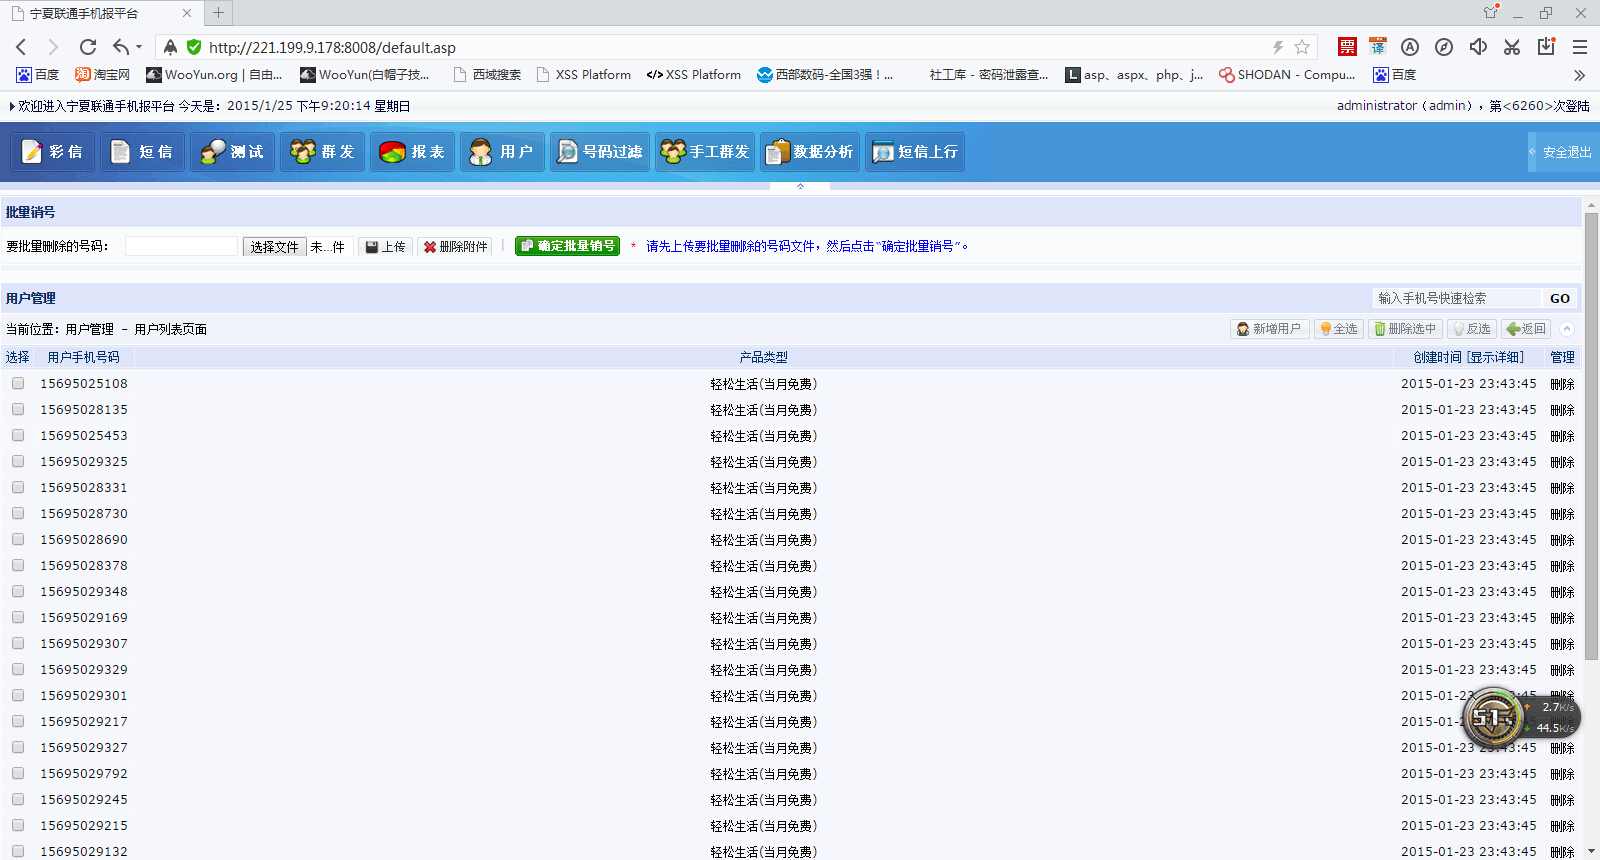 宁夏联通手机报平台
http://221.199.9.178:8008/default.asp
百度 淘宝网 WooYun.org | 自由... WooYun(白帽子技... 西域搜索 XSS Platform </> XSS Platform 西部数码-全国3强！... 社工库 - 密码泄露查... L asp、aspx、php、j... SHODAN - Compu... 百度
票 译
欢迎进入宁夏联通手机报平台 今天是：2015/1/25 下午9:20:14 星期日 administrator（admin），第<6260>次登陆
彩信 短信 测试 群发 报表 用户 号码过滤 手工群发 数据分析 短信上行 安全退出
批量销号
要批量删除的号码： 选择文件 未...件 上传 删除附件 | 确定批量销号 * 请先上传要批量删除的号码文件，然后点击“确定批量销号”。
用户管理 输入手机号快速检索 GO
当前位置：用户管理 - 用户列表页面 新增用户 全选 删除选中 反选 返回
选择 用户手机号码 产品类型 创建时间 [显示详细] 管理
15695025108 轻松生活(当月免费) 2015-01-23 23:43:45 删除
15695028135 轻松生活(当月免费) 2015-01-23 23:43:45 删除
15695025453 轻松生活(当月免费) 2015-01-23 23:43:45 删除
15695029325 轻松生活(当月免费) 2015-01-23 23:43:45 删除
15695028331 轻松生活(当月免费) 2015-01-23 23:43:45 删除
15695028730 轻松生活(当月免费) 2015-01-23 23:43:45 删除
15695028690 轻松生活(当月免费) 2015-01-23 23:43:45 删除
15695028378 轻松生活(当月免费) 2015-01-23 23:43:45 删除
15695029348 轻松生活(当月免费) 2015-01-23 23:43:45 删除
15695029169 轻松生活(当月免费) 2015-01-23 23:43:45 删除
15695029307 轻松生活(当月免费) 2015-01-23 23:43:45 删除
15695029329 轻松生活(当月免费) 2015-01-23 23:43:45 删除
15695029301 轻松生活(当月免费) 2015-01-23 23:43:45 删除
2.7K/s
15695029217 轻松生活(当月免费) 2015-01-2
44.5K/s
15695029327 轻松生活(当月免费) 2015-01-23 23:43:45 删除
15695029792 轻松生活(当月免费) 2015-01-23 23:43:45 删除
15695029245 轻松生活(当月免费) 2015-01-23 23:43:45 删除
15695029215 轻松生活(当月免费) 2015-01-23 23:43:45 删除
15695029132 轻松生活(当月免费) 2015-01-23 23:43:45 删除